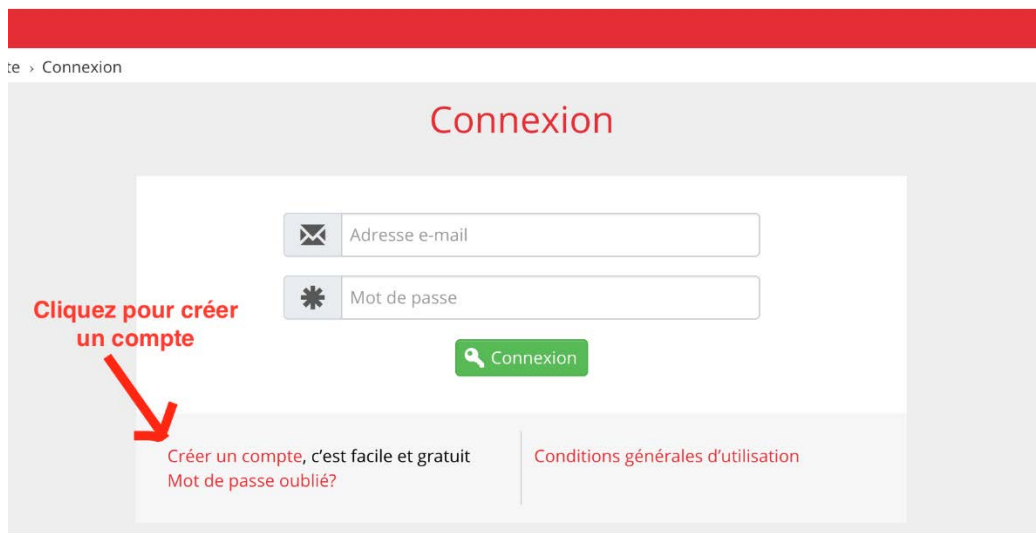 te › Connexion
Connexion
Adresse e-mail
Mot de passe
Cliquez pour créer
un compte
Connexion
Créer un compte, c'est facile et gratuit
Mot de passe oublié?
Conditions générales d'utilisation